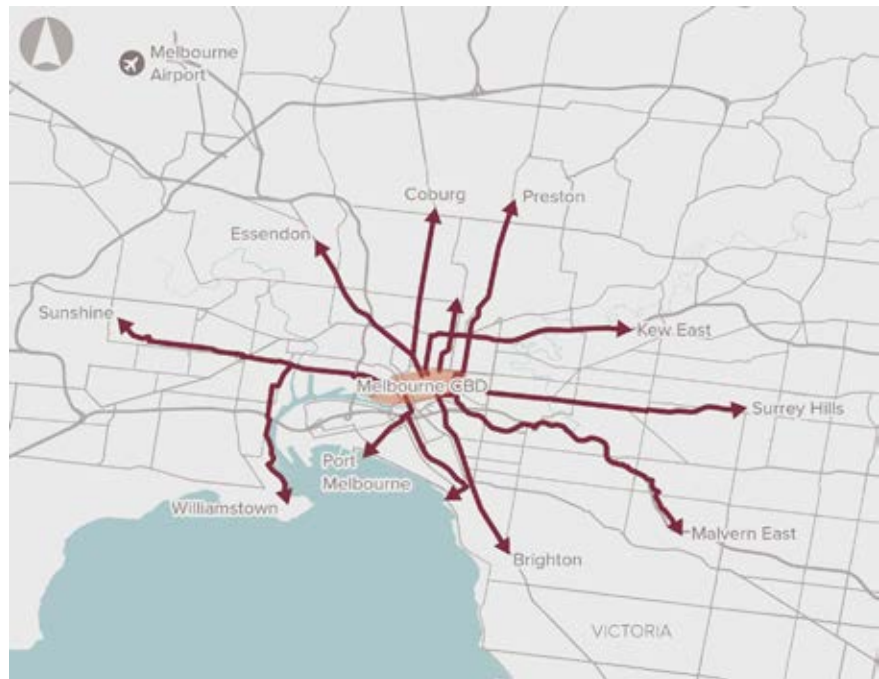 Melbourne
Airport
Coburg
Preston
Essendon
Sunshine
Kew East
Melbourne CBD
Surrey Hills
Port
Melbourne
Williamstown
Malvern East
Brighton
VICTORIA